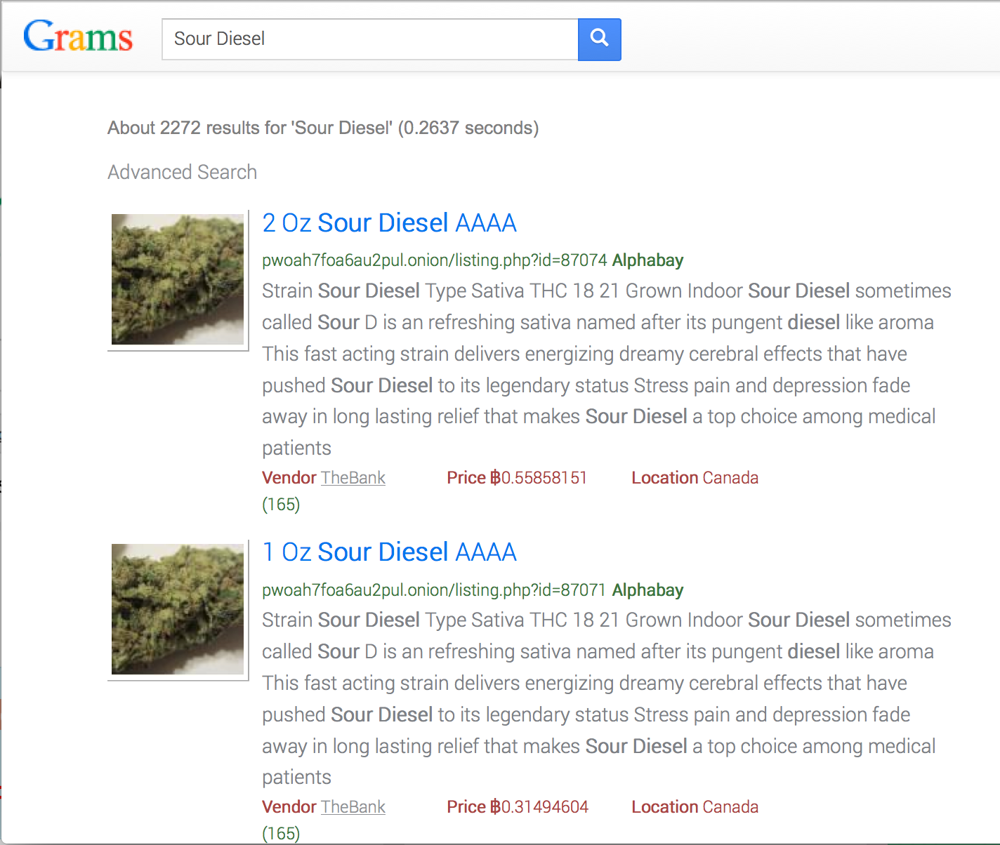 Grams
Sour Diesel
About 2272 results for 'Sour Diesel' (0.2637 seconds)
Advanced Search
2 Oz Sour Diesel AAAA
pwoah7foa6au2pul.onion/listing.php?id=87074 Alphabay
Strain Sour Diesel Type Sativa THC 18 21 Grown Indoor Sour Diesel sometimes
called Sour D is an refreshing sativa named after its pungent diesel like aroma
This fast acting strain delivers energizing dreamy cerebral effects that have
pushed Sour Diesel to its legendary status Stress pain and depression fade
away in long lasting relief that makes Sour Diesel a top choice among medical
patients
Vendor TheBank Price ฿0.55858151 Location Canada
(165)
1 Oz Sour Diesel AAAA
pwoah7foa6au2pul.onion/listing.php?id=87071 Alphabay
Strain Sour Diesel Type Sativa THC 18 21 Grown Indoor Sour Diesel sometimes
called Sour D is an refreshing sativa named after its pungent diesel like aroma
This fast acting strain delivers energizing dreamy cerebral effects that have
pushed Sour Diesel to its legendary status Stress pain and depression fade
away in long lasting relief that makes Sour Diesel a top choice among medical
patients
Vendor TheBank Price ฿0.31494604 Location Canada
(165)